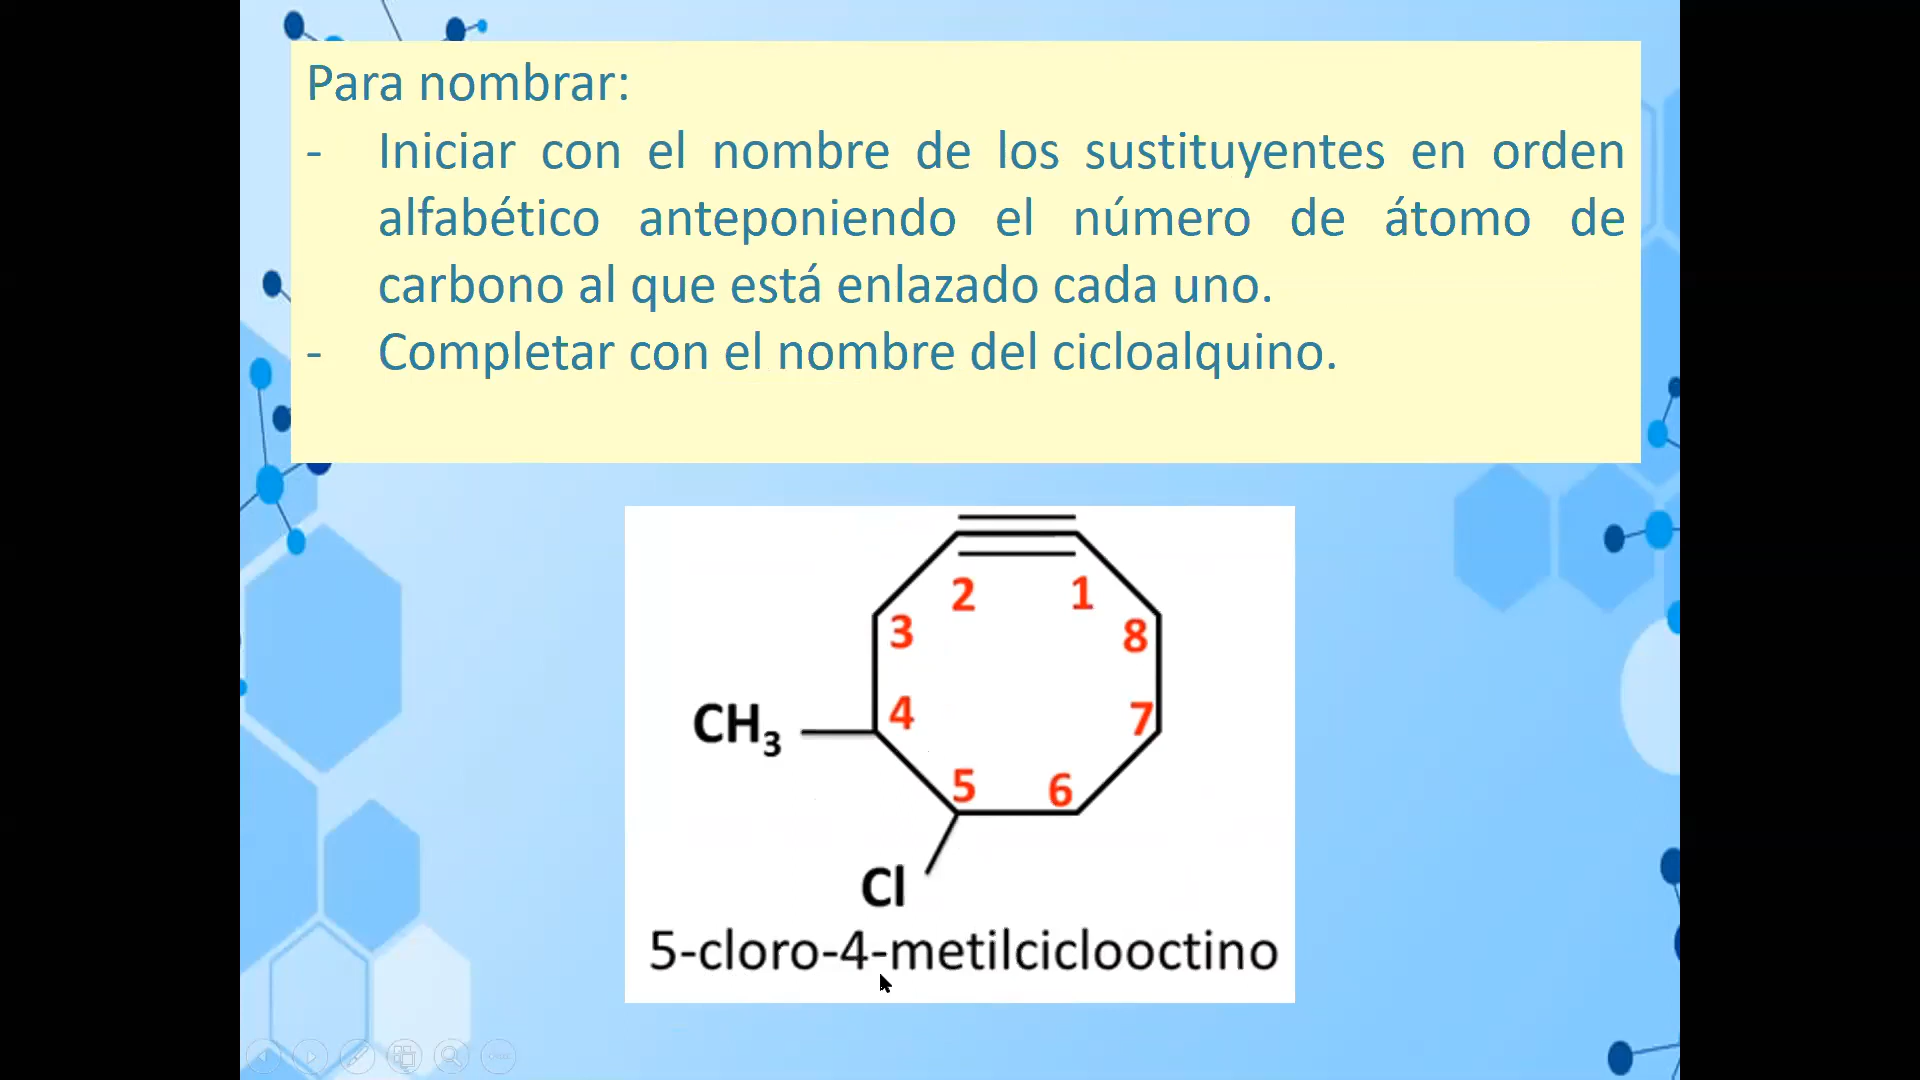 Para nombrar:
- Iniciar con el nombre de los sustituyentes en orden
alfabético anteponiendo el número de átomo de
carbono al que está enlazado cada uno.
- Completar con el nombre del cicloalquino.
2 1
3 8
4 7
CH3
5 6
Cl
5-cloro-4-metilciclooctino